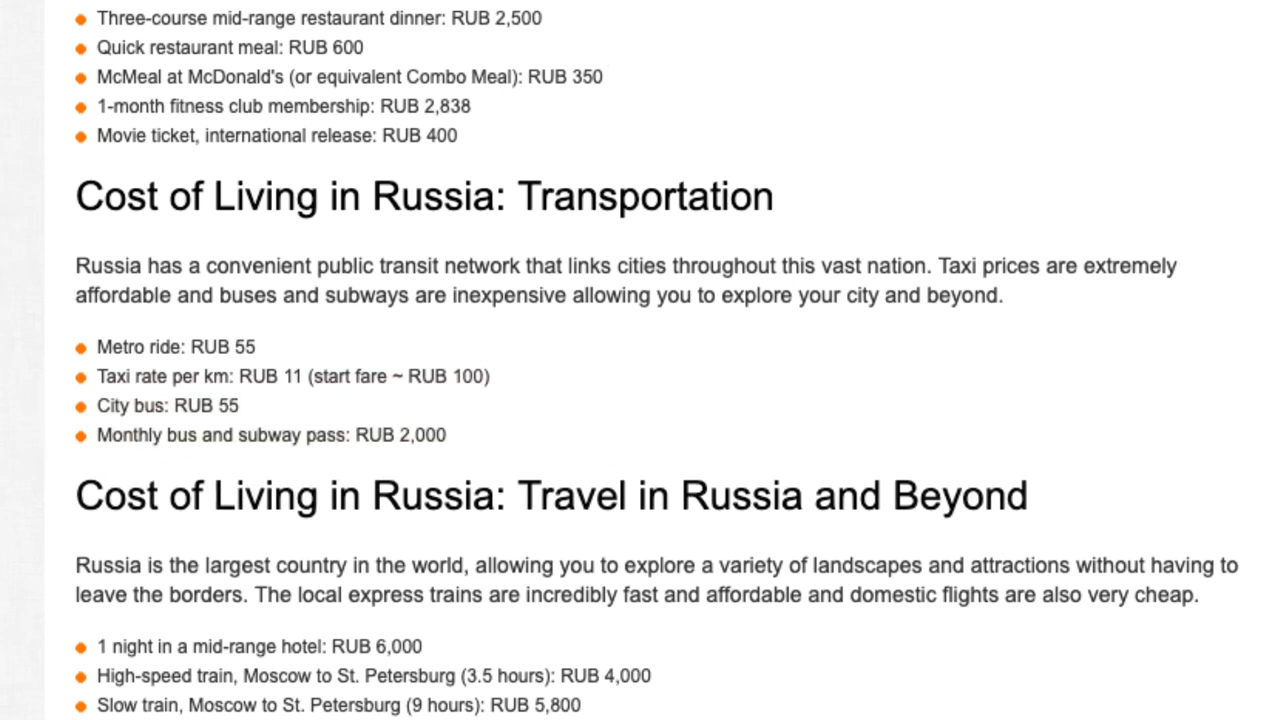 Three-course mid-range restaurant dinner: RUB 2,500
Quick restaurant meal: RUB 600
McMeal at McDonald's (or equivalent Combo Meal): RUB 350
1-month fitness club membership: RUB 2,838
Movie ticket, international release: RUB 400
Cost of Living in Russia: Transportation
Russia has a convenient public transit network that links cities throughout this vast nation. Taxi prices are extremely
affordable and buses and subways are inexpensive allowing you to explore your city and beyond.
Metro ride: RUB 55
Taxi rate per km: RUB 11 (start fare ~ RUB 100)
City bus: RUB 55
Monthly bus and subway pass: RUB 2,000
Cost of Living in Russia: Travel in Russia and Beyond
Russia is the largest country in the world, allowing you to explore a variety of landscapes and attractions without having to
leave the borders. The local express trains are incredibly fast and affordable and domestic flights are also very cheap.
1 night in a mid-range hotel: RUB 6,000
High-speed train, Moscow to St. Petersburg (3.5 hours): RUB 4,000
Slow train, Moscow to St. Petersburg (9 hours): RUB 5,800